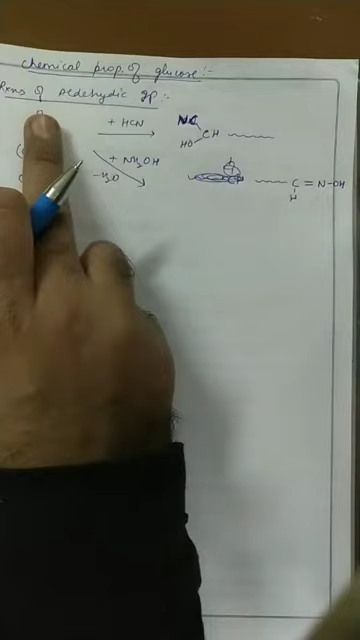 chemical prop. of glucose :-
Rxns of Aldehydic gp :-
+ HCN
NC
HO CH
+ NH2OH
-H2O
C = N-OH
H